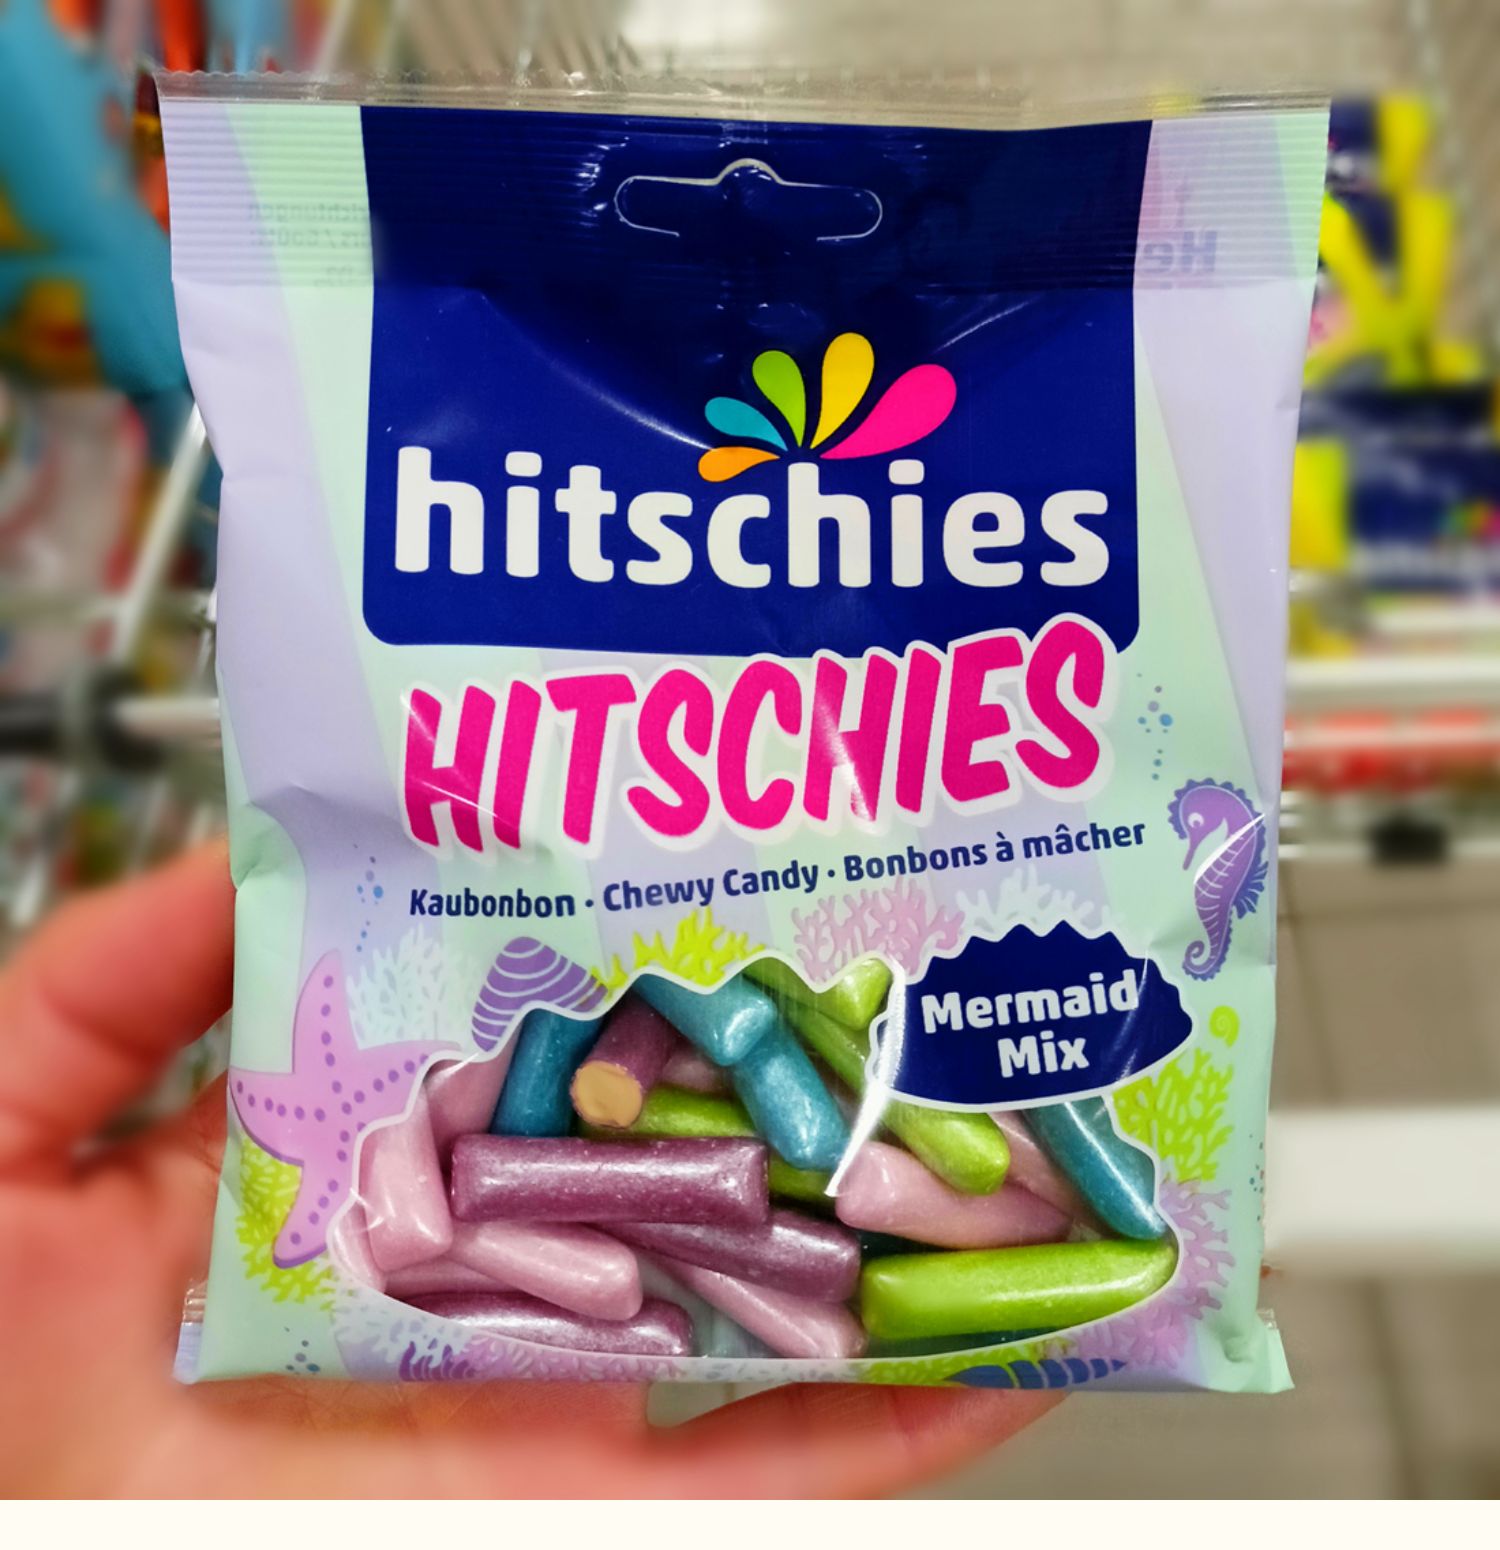 hitschies
HITSCHIES
Kaubonbon · Chewy Candy · Bonbons à mâcher
Mermaid
Mix